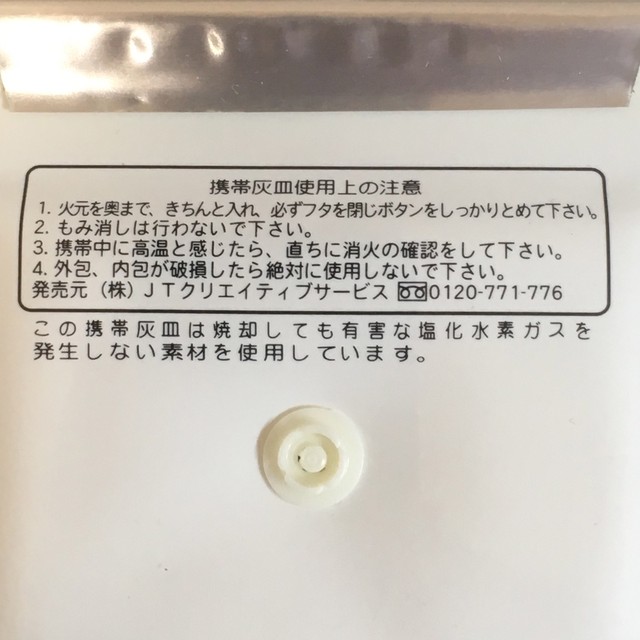 携帯灰皿使用上の注意
1. 火元を奥まで、きちんと入れ、必ずフタを閉じボタンをしっかりとめて下さい。
2. もみ消しは行わないで下さい。
3. 携帯中に高温と感じたら、直ちに消火の確認をして下さい。
4. 外包、内包が破損したら絶対に使用しないで下さい。
発売元（株）JTクリエイティブサービス 0120-771-776
この携帯灰皿は焼却しても有害な塩化水素ガスを
発生しない素材を使用しています。